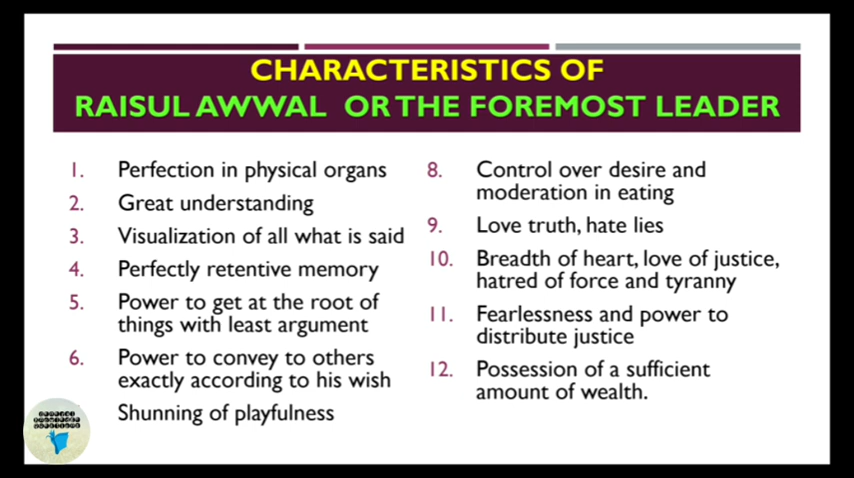 CHARACTERISTICS OF
RAISUL AWWAL OR THE FOREMOST LEADER
1. Perfection in physical organs
2. Great understanding
3. Visualization of all what is said
4. Perfectly retentive memory
5. Power to get at the root of
things with least argument
6. Power to convey to others
exactly according to his wish
Shunning of playfulness
8. Control over desire and
moderation in eating
9. Love truth, hate lies
10. Breadth of heart, love of justice,
hatred of force and tyranny
11. Fearlessness and power to
distribute justice
12. Possession of a sufficient
amount of wealth.